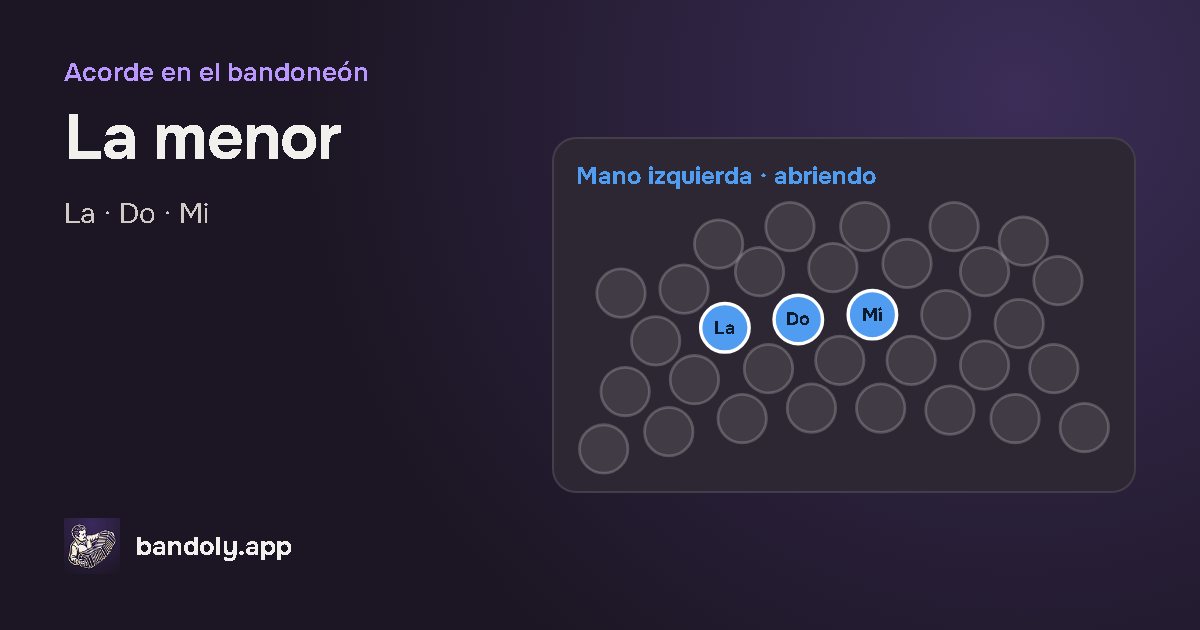 Acorde en el bandoneón
La menor
La · Do · Mi
Mano izquierda · abriendo
La
Do
Mi
bandoly.app